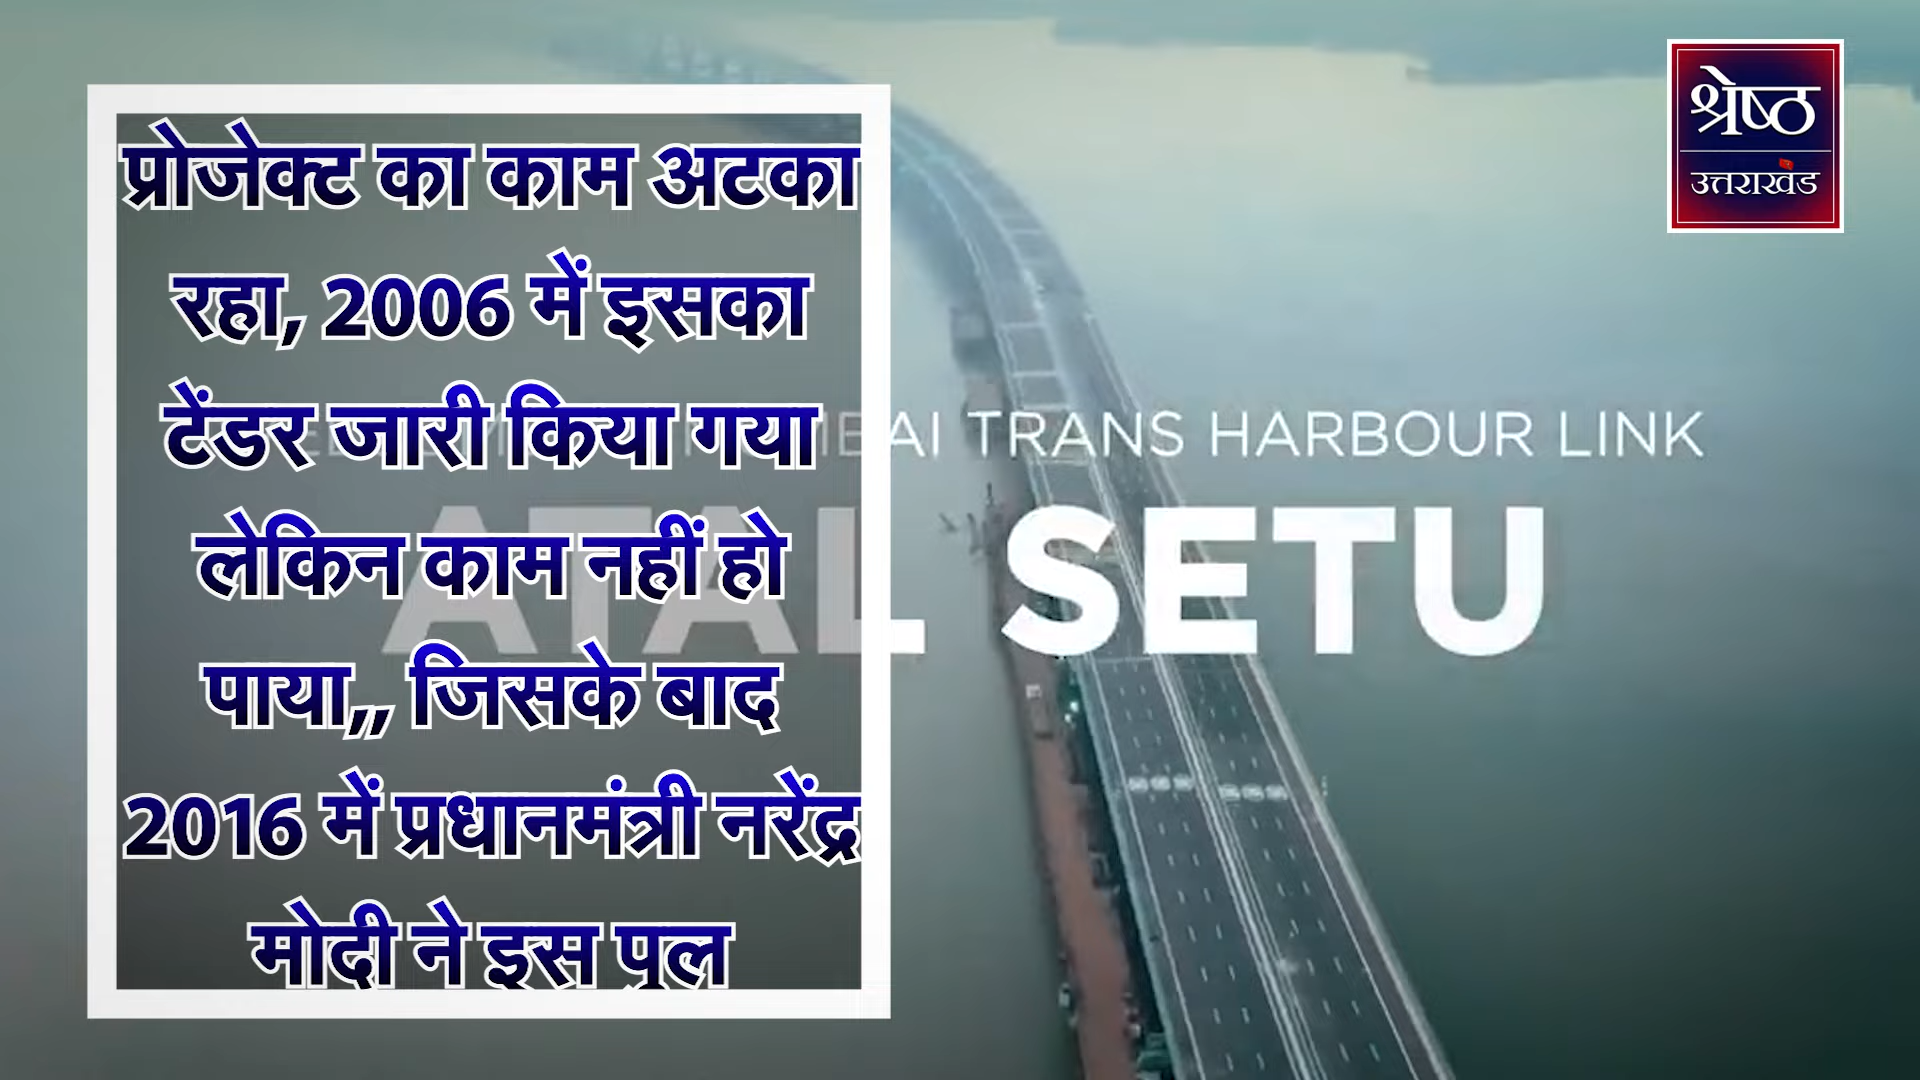 प्रोजेक्ट का काम अटका
रहा, 2006 में इसका
टेंडर जारी किया गया
लेकिन काम नहीं हो
पाया,, जिसके बाद
2016 में प्रधानमंत्री नरेंद्र
मोदी ने इस पुल
TRANS HARBOUR LINK
ATAL SETU
श्रेष्ठ
उत्तराखंड